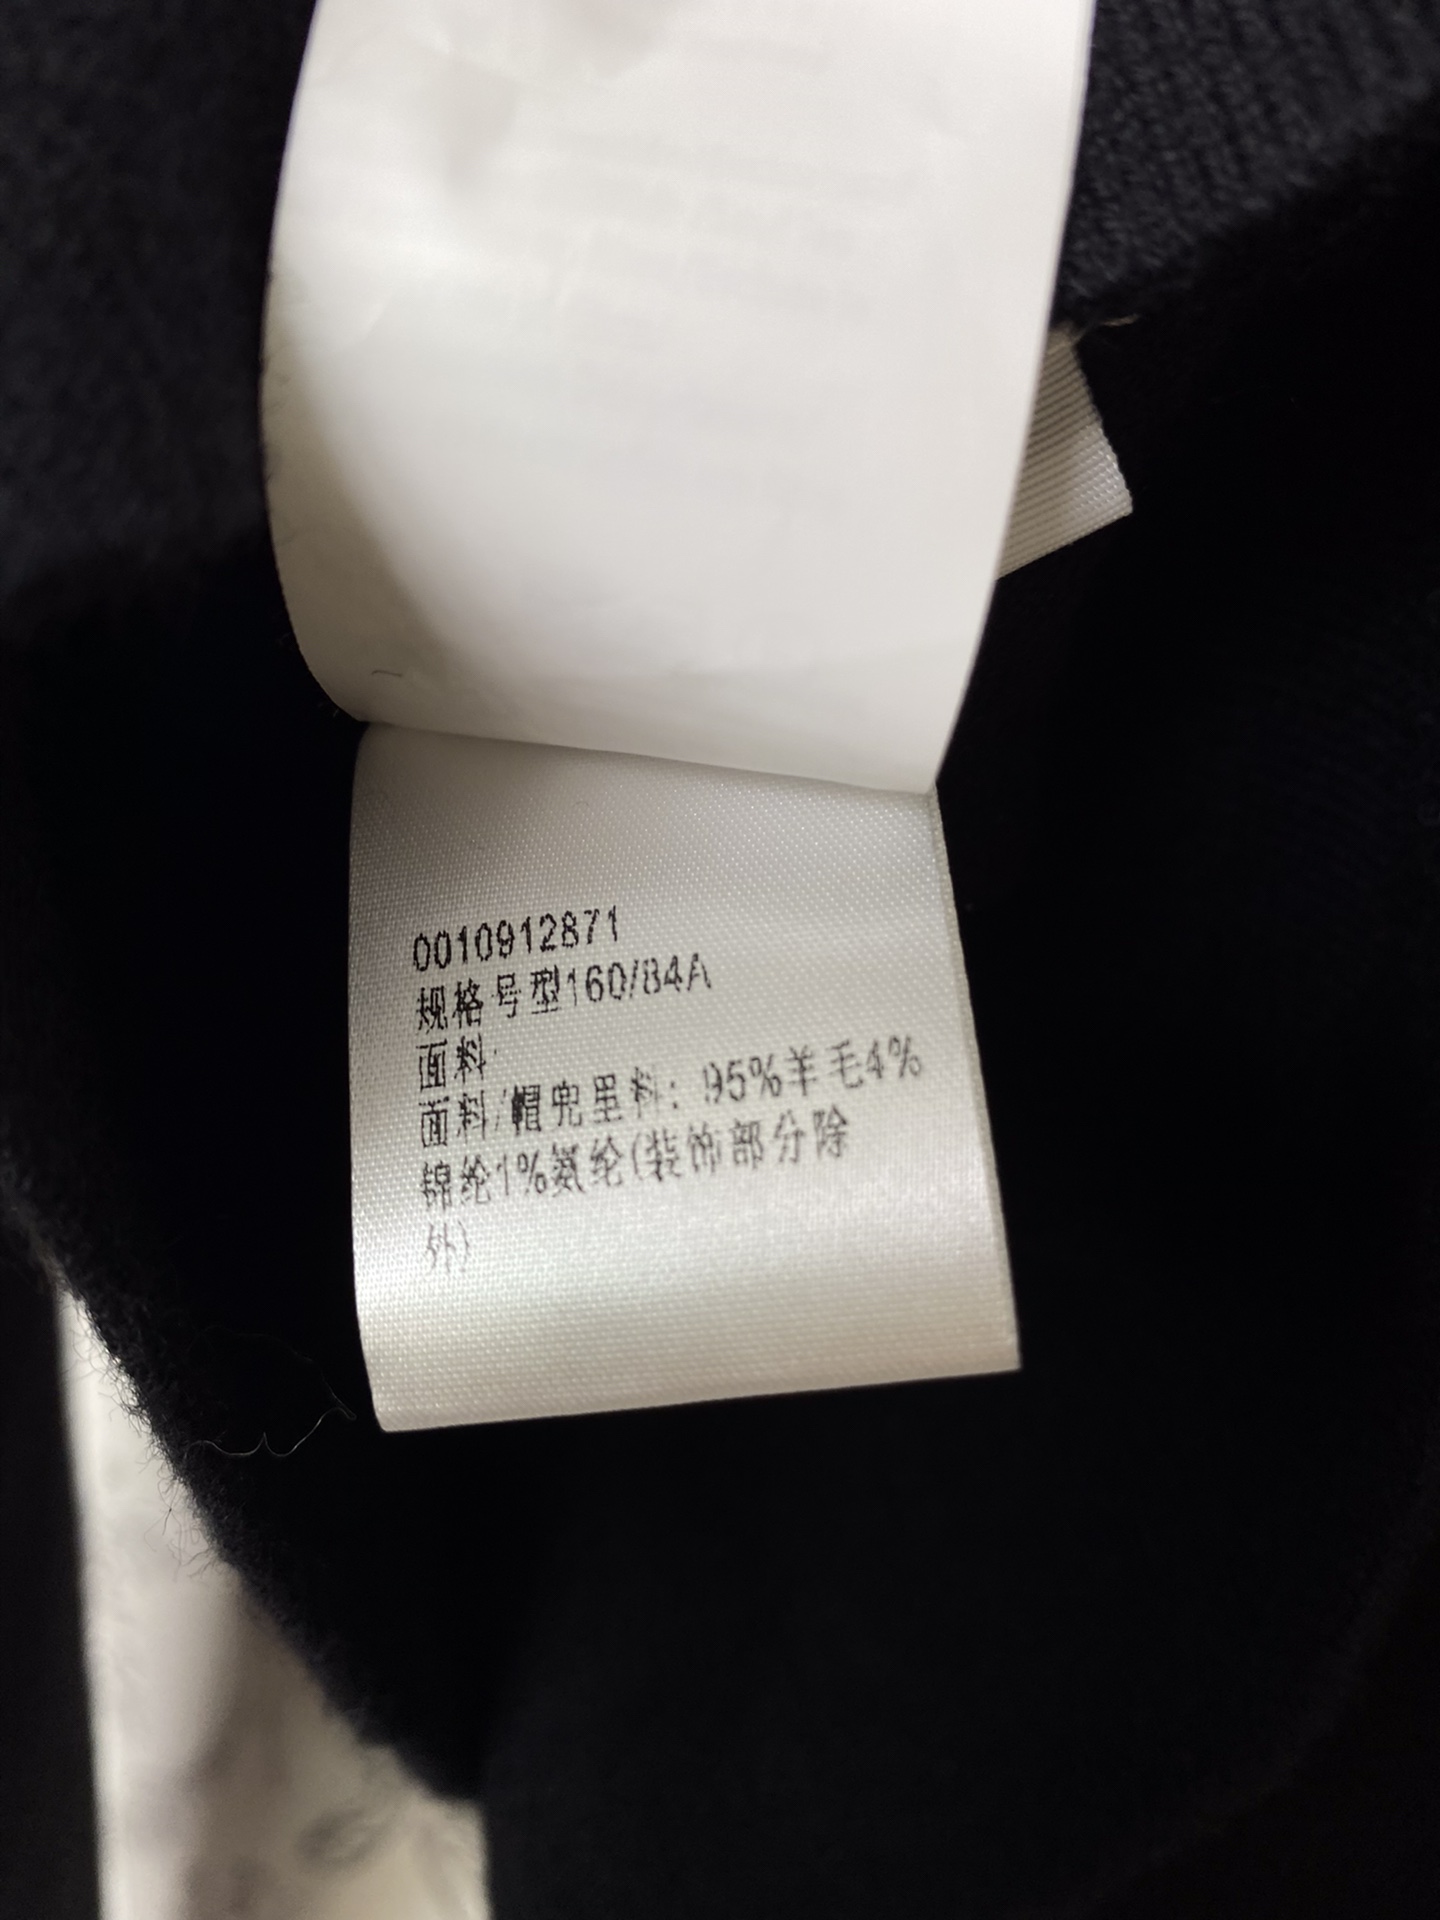 0010912871
规格号型160/84A
面料:
面料/帽兜里料: 95%羊毛4%
锦纶1%氨纶(装饰部分除
外)